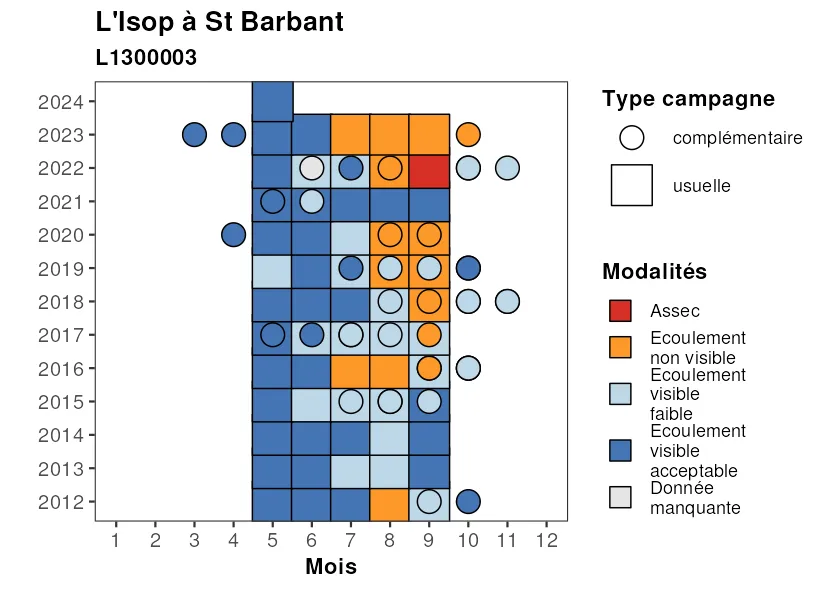 L'Isop à St Barbant
L1300003
2024
2023
2022
2021
2020
2019
2018
2017
2016
2015
2014
2013
2012
1 2 3 4 5 6 7 8 9 10 11 12
Mois
Type campagne
complémentaire
usuelle
Modalités
Assec
Ecoulement
non visible
Ecoulement
visible
faible
Ecoulement
visible
acceptable
Donnée
manquante